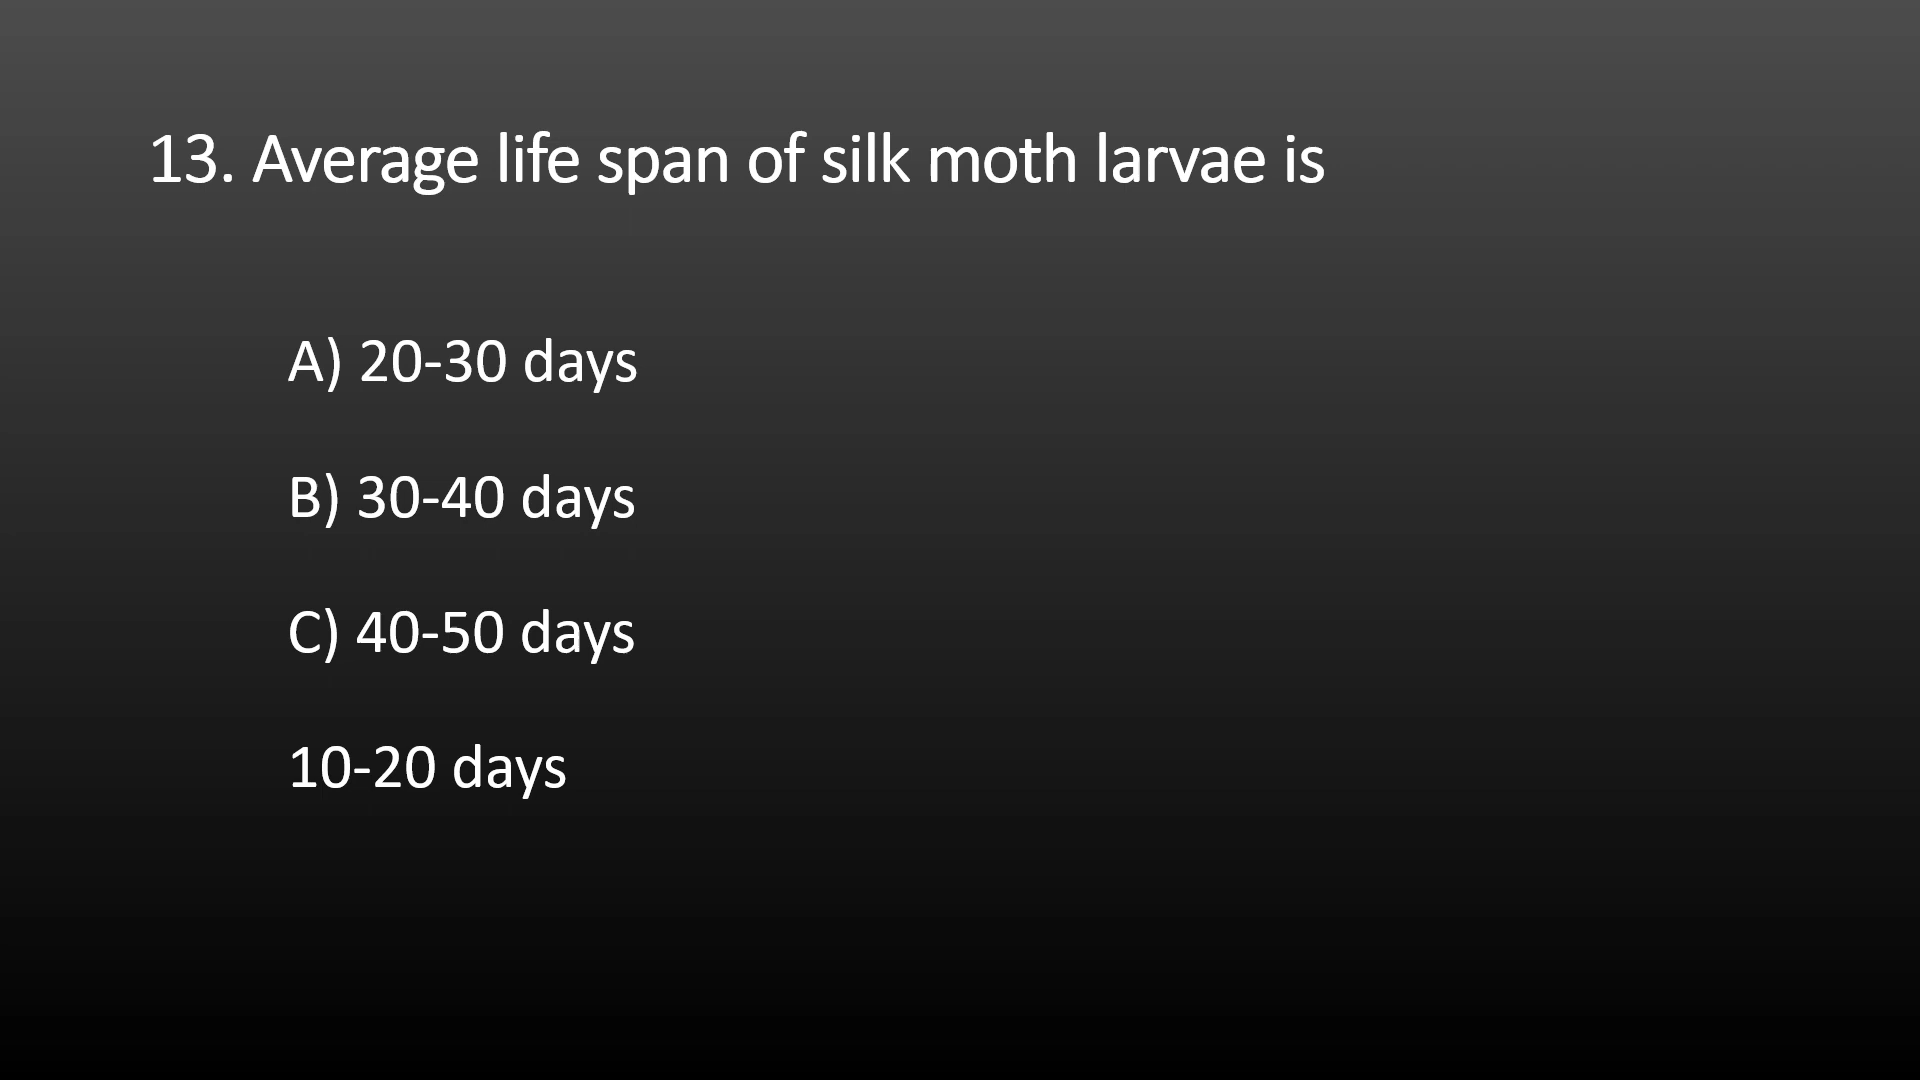 13. Average life span of silk moth larvae is
A) 20-30 days
B) 30-40 days
C) 40-50 days
10-20 days